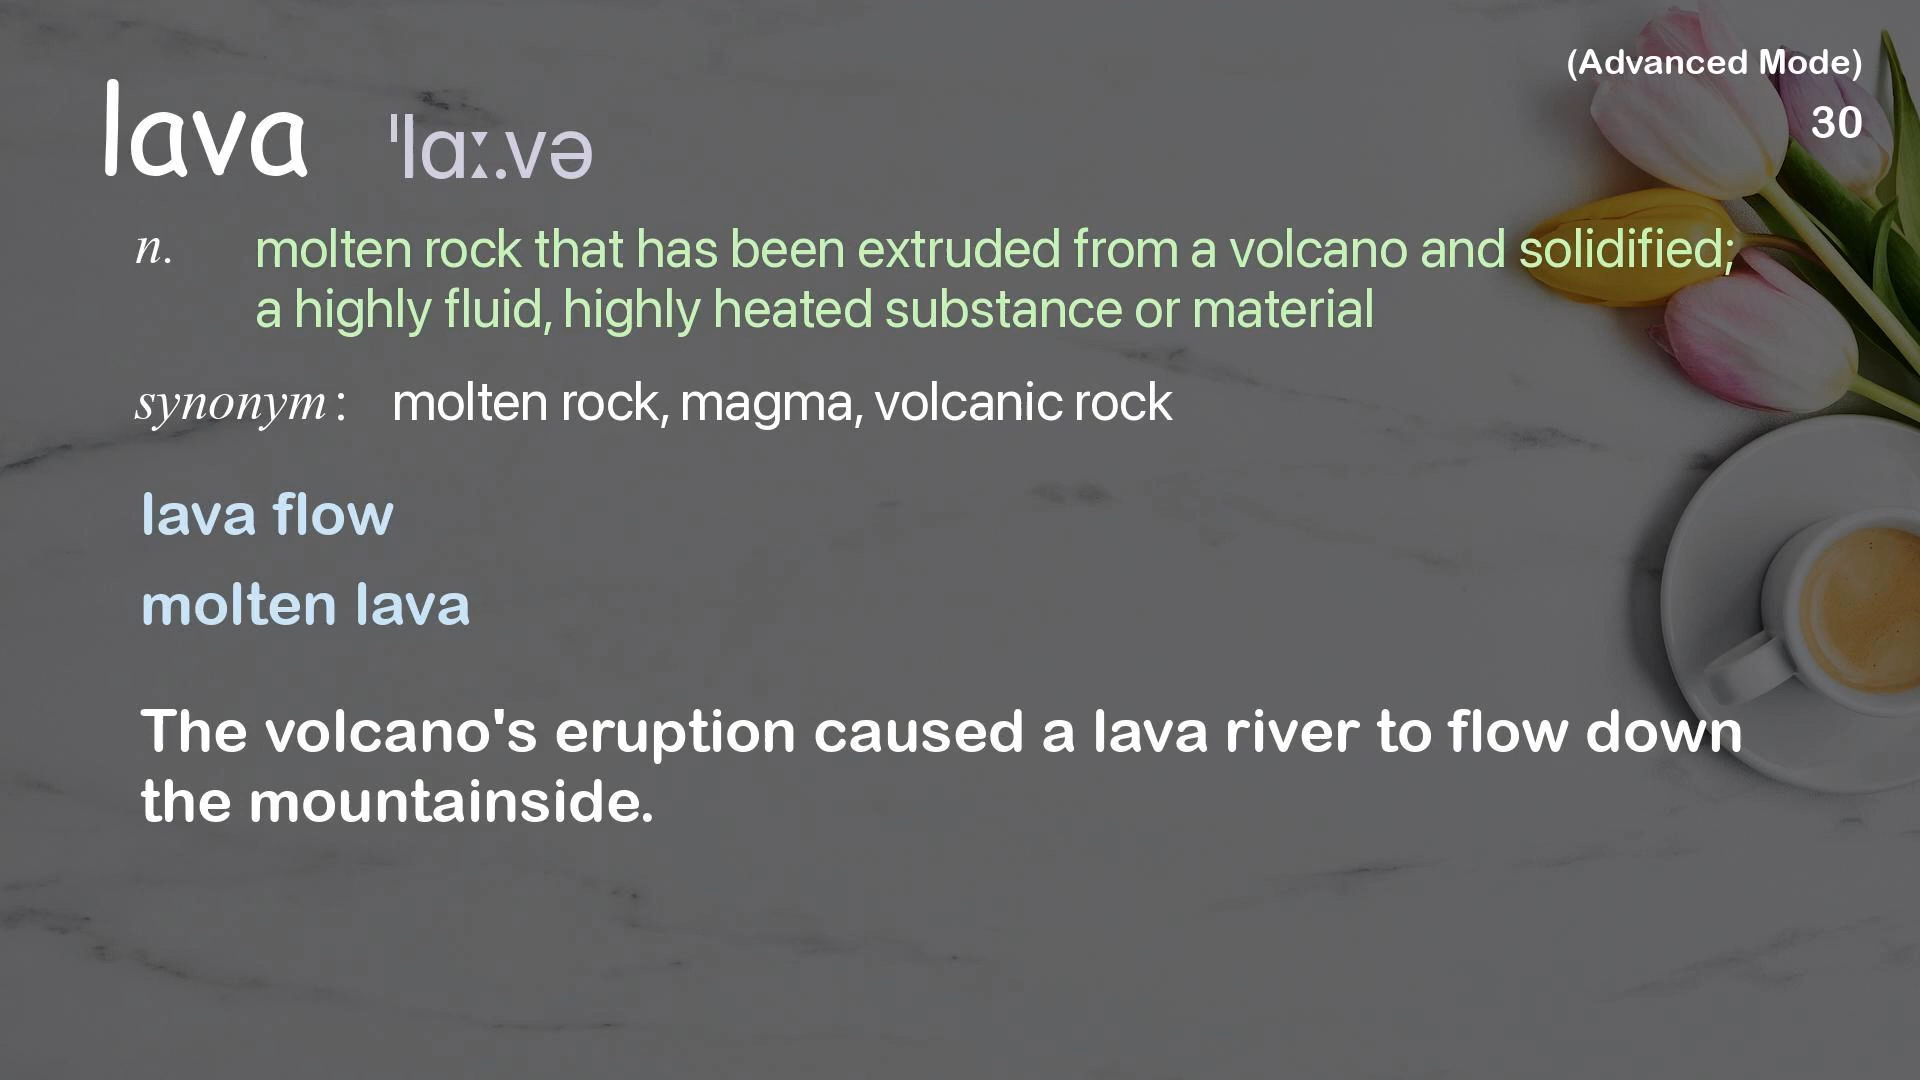 (Advanced Mode)
30
lava ˈlɑː.və
n. molten rock that has been extruded from a volcano and solidified;
a highly fluid, highly heated substance or material
synonym : molten rock, magma, volcanic rock
lava flow
molten lava
The volcano's eruption caused a lava river to flow down
the mountainside.